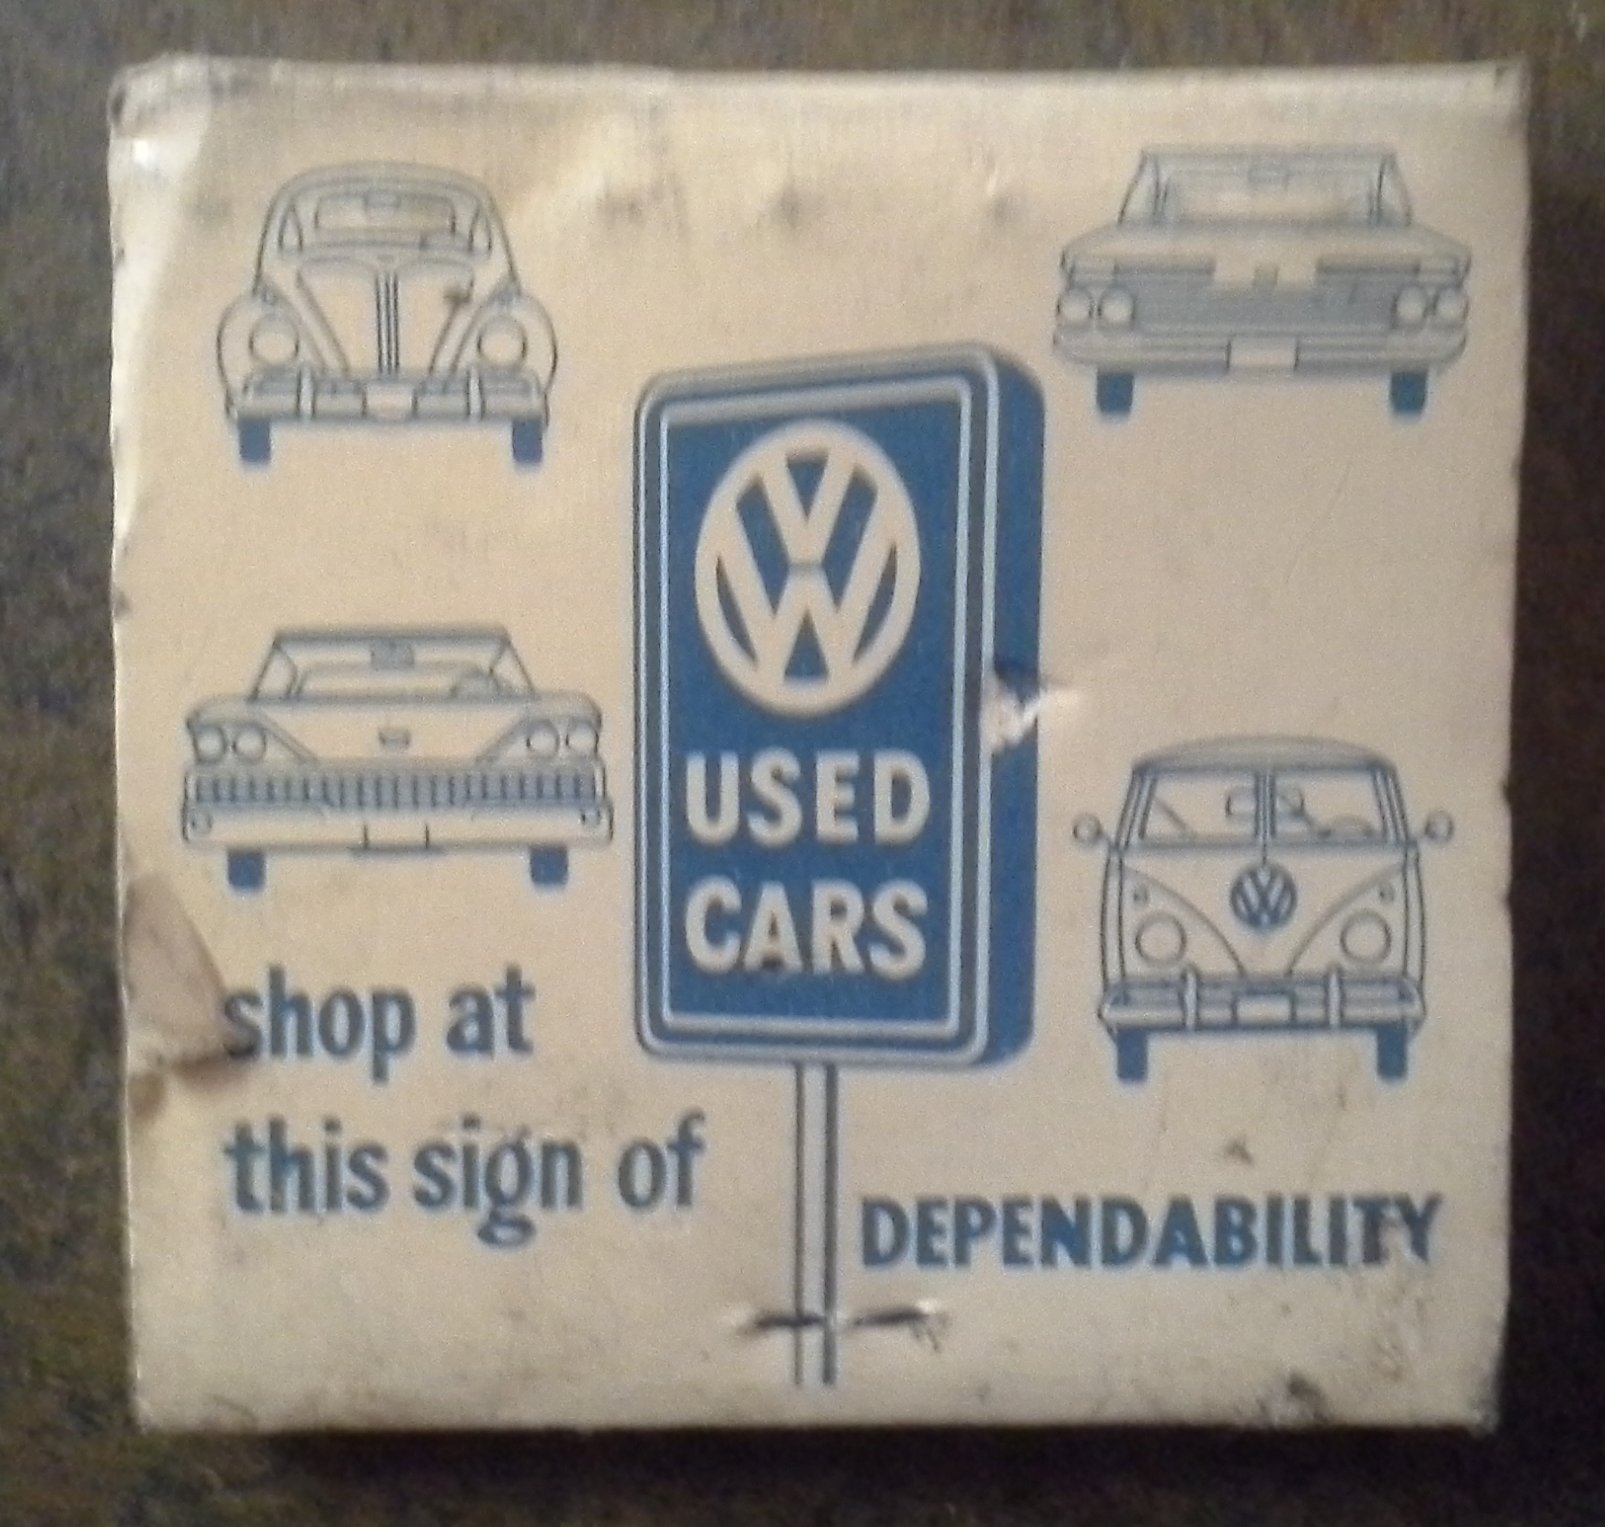 VW
USED
CARS
shop at
this sign of
DEPENDABILITY